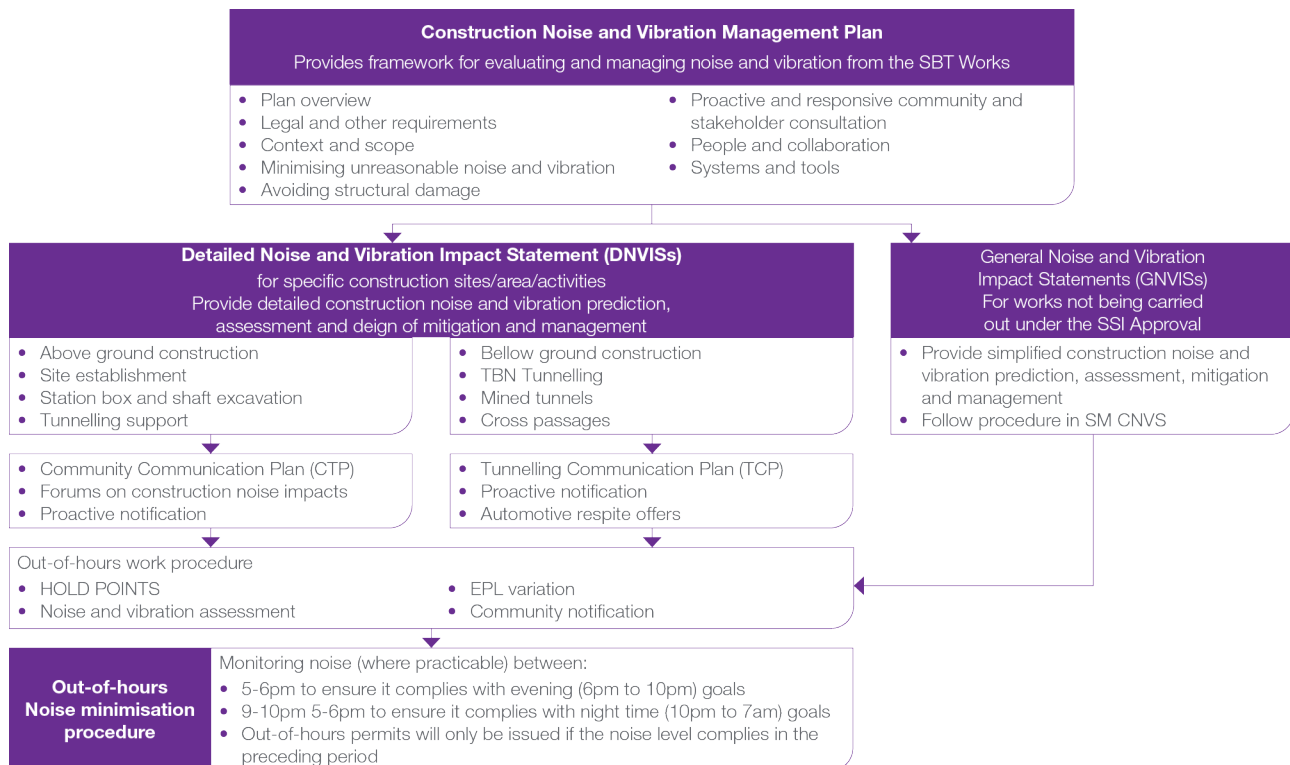 Construction Noise and Vibration Management Plan
Provides framework for evaluating and managing noise and vibration from the SBT Works
• Plan overview
• Legal and other requirements
• Context and scope
• Minimising unreasonable noise and vibration
• Avoiding structural damage
• Proactive and responsive community and
stakeholder consultation
• People and collaboration
• Systems and tools
Detailed Noise and Vibration Impact Statement (DNVISs)
for specific construction sites/area/activities
Provide detailed construction noise and vibration prediction,
assessment and deign of mitigation and management
• Above ground construction
• Site establishment
• Station box and shaft excavation
• Tunnelling support
• Bellow ground construction
• TBN Tunnelling
• Mined tunnels
• Cross passages
General Noise and Vibration
Impact Statements (GNVISs)
For works not being carried
out under the SSI Approval
• Provide simplified construction noise and
vibration prediction, assessment, mitigation
and management
• Follow procedure in SM CNVS
• Community Communication Plan (CTP)
• Forums on construction noise impacts
• Proactive notification
• Tunnelling Communication Plan (TCP)
• Proactive notification
• Automotive respite offers
Out-of-hours work procedure
• HOLD POINTS
• Noise and vibration assessment
• EPL variation
• Community notification
Out-of-hours
Noise minimisation
procedure
Monitoring noise (where practicable) between:
• 5-6pm to ensure it complies with evening (6pm to 10pm) goals
• 9-10pm 5-6pm to ensure it complies with night time (10pm to 7am) goals
• Out-of-hours permits will only be issued if the noise level complies in the
preceding period